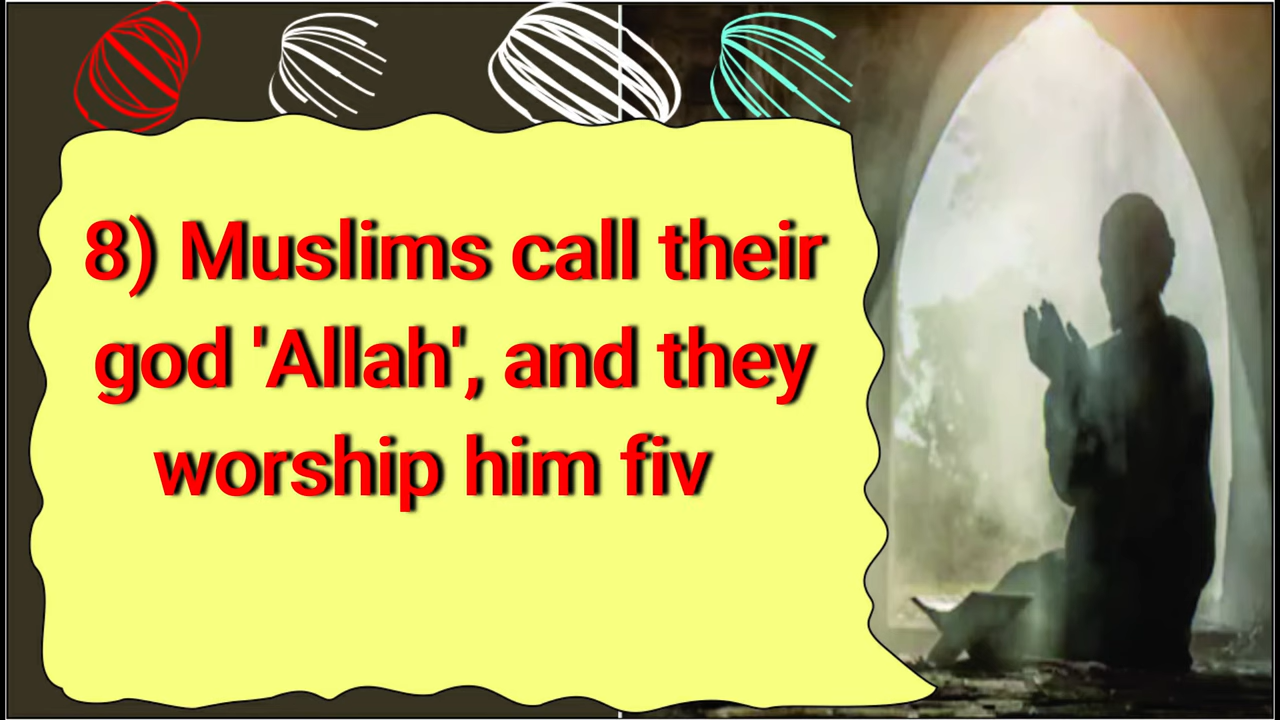 8) Muslims call their
god 'Allah', and they
worship him fiv